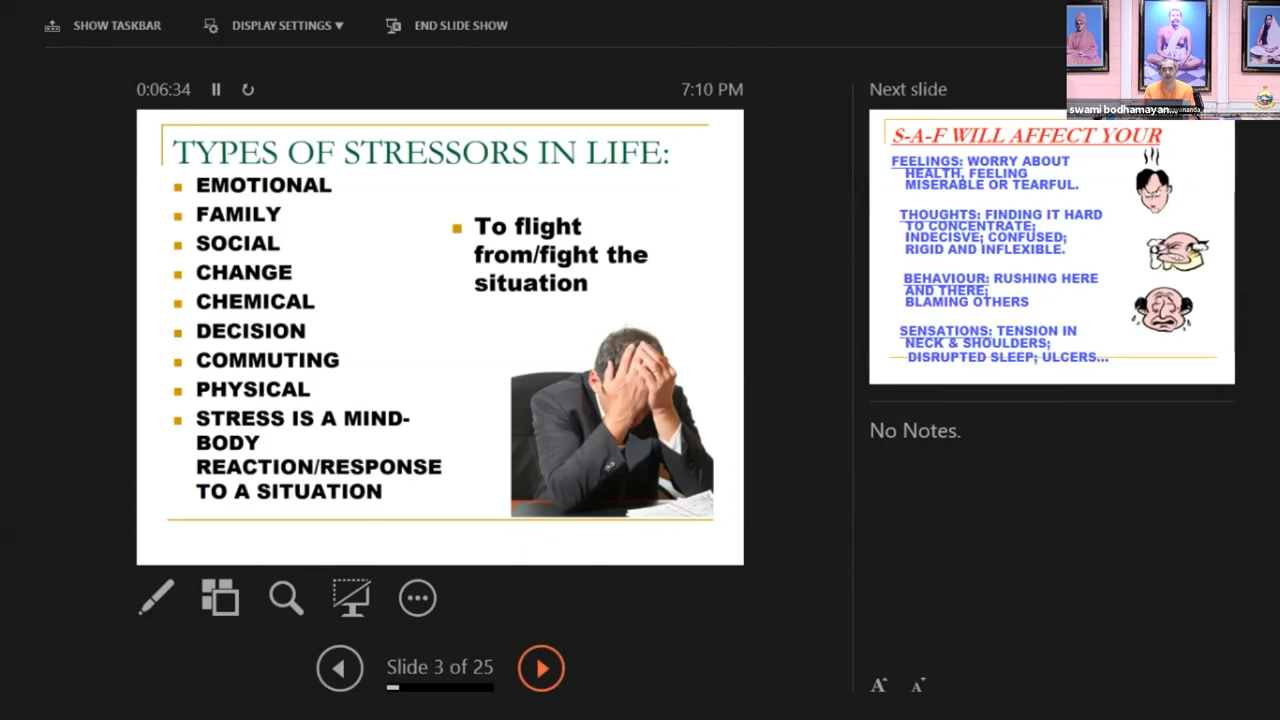 SHOW TASKBAR
DISPLAY SETTINGS ▼
END SLIDE SHOW
swami bodhamayan...
0:06:34
7:10 PM
TYPES OF STRESSORS IN LIFE:
EMOTIONAL
FAMILY
SOCIAL
CHANGE
CHEMICAL
DECISION
COMMUTING
PHYSICAL
STRESS IS A MIND-
BODY
REACTION/RESPONSE
TO A SITUATION
To flight
from/fight the
situation
Slide 3 of 25
Next slide
S-A-F WILL AFFECT YOUR
FEELINGS: WORRY ABOUT
HEALTH, FEELING
MISERABLE OR TEARFUL.
THOUGHTS: FINDING IT HARD
TO CONCENTRATE;
INDECISVE; CONFUSED;
RIGID AND INFLEXIBLE.
BEHAVIOUR: RUSHING HERE
AND THERE;
BLAMING OTHERS
SENSATIONS: TENSION IN
NECK & SHOULDERS;
DISRUPTED SLEEP; ULCERS...
No Notes.
A A